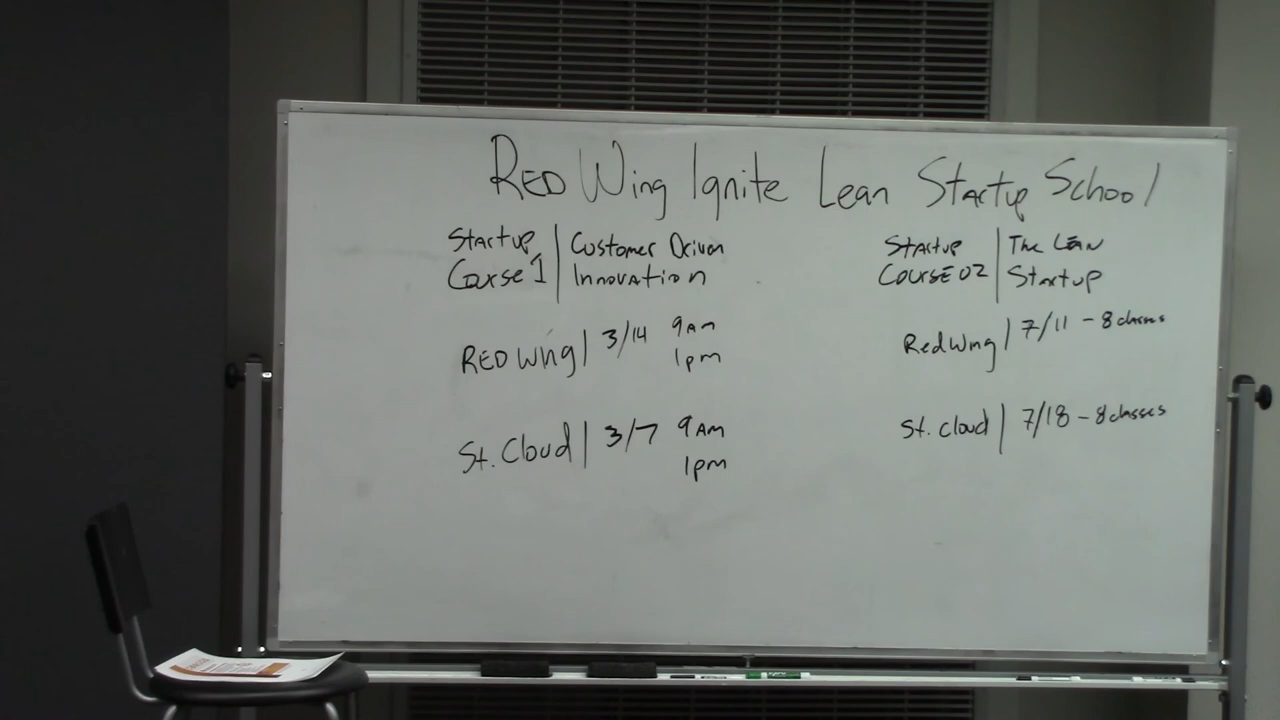 RED Wing Ignite Lean Startup School
Startup | Customer Driven
Course 1 | Innovation
RED Wing | 3/14 9AM
1pm
St. Cloud | 3/7 9AM
1pm
Startup | The Lean
Course 02 | Startup
Red Wing | 7/11 - 8 classes
St. Cloud | 7/18 - 8 classes